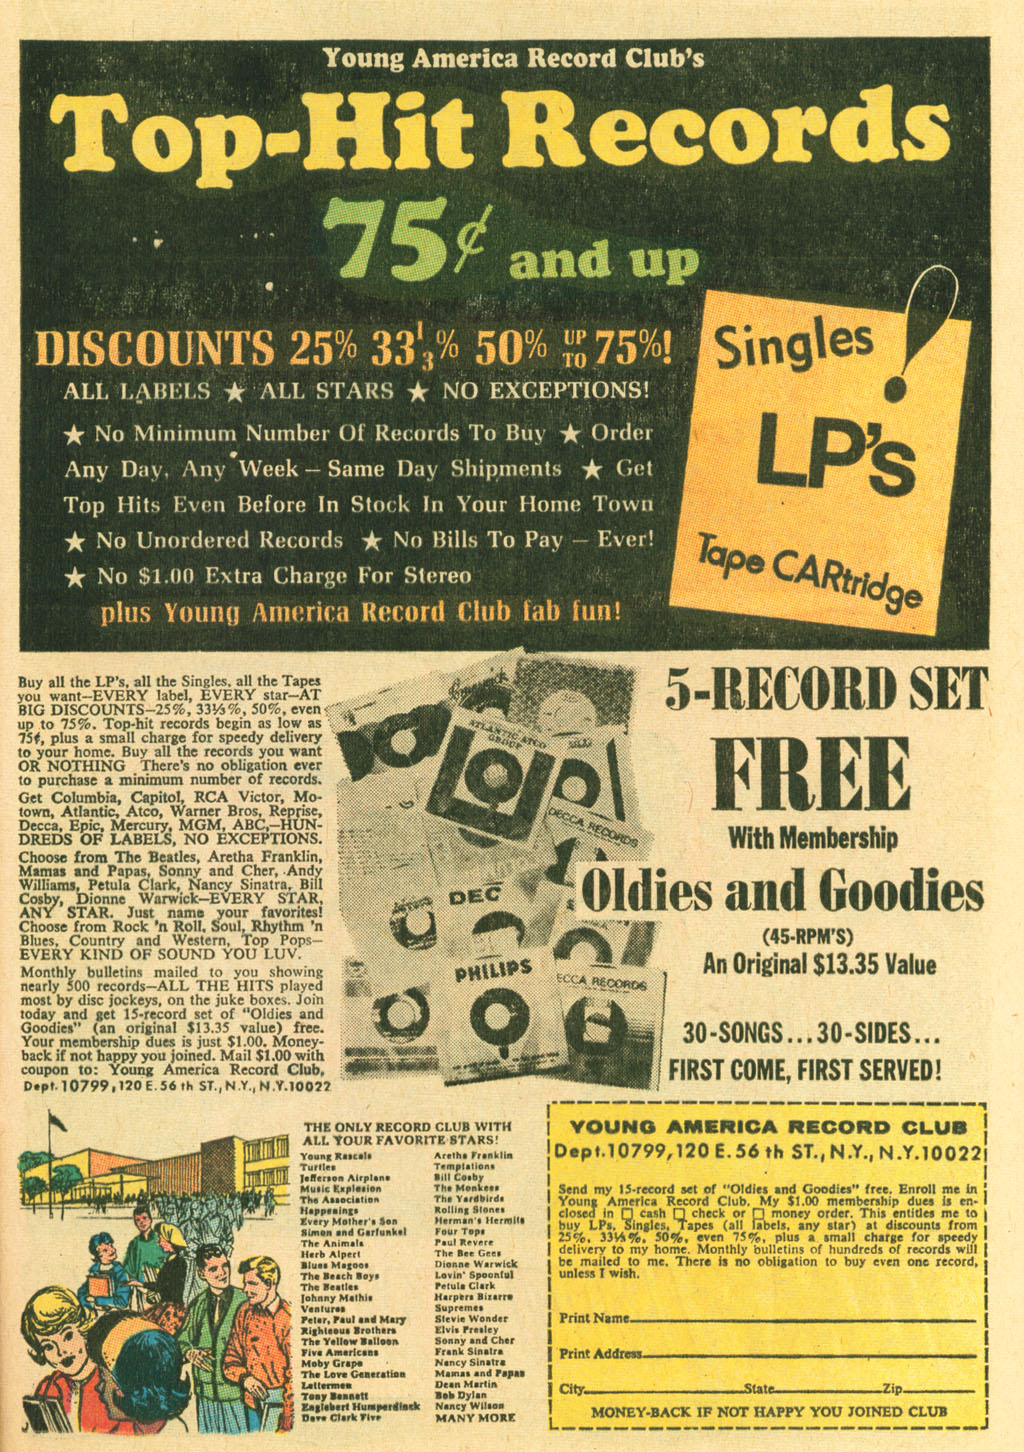 Young America Record Club's
Top-Hit Records
75¢ and up
DISCOUNTS 25% 33⅓% 50% UP TO 75%!
ALL LABELS ★ ALL STARS ★ NO EXCEPTIONS!
★ No Minimum Number Of Records To Buy ★ Order
Any Day, Any Week — Same Day Shipments ★ Get
Top Hits Even Before In Stock In Your Home Town
★ No Unordered Records ★ No Bills To Pay — Ever!
★ No $1.00 Extra Charge For Stereo
plus Young America Record Club fab fun!
Singles
LP's
Tape CARtridge
!
Buy all the LP's, all the Singles, all the Tapes
you want—EVERY label, EVERY star—AT
BIG DISCOUNTS—25%, 33⅓%, 50%, even
up to 75%. Top-hit records begin as low as
75¢, plus a small charge for speedy delivery
to your home. Buy all the records you want
OR NOTHING There's no obligation ever
to purchase a minimum number of records.
Get Columbia, Capitol, RCA Victor, Mo-
town, Atlantic, Atco, Warner Bros, Reprise,
Decca, Epic, Mercury, MGM, ABC,—HUN-
DREDS OF LABELS, NO EXCEPTIONS.
Choose from The Beatles, Aretha Franklin,
Mamas and Papas, Sonny and Cher, Andy
Williams, Petula Clark, Nancy Sinatra, Bill
Cosby, Dionne Warwick—EVERY STAR,
ANY STAR. Just name your favorites!
Choose from Rock 'n Roll, Soul, Rhythm 'n
Blues, Country and Western, Top Pops—
EVERY KIND OF SOUND YOU LUV.
Monthly bulletins mailed to you showing
nearly 500 records—ALL THE HITS played
most by disc jockeys, on the juke boxes. Join
today and get 15-record set of "Oldies and
Goodies" (an original $13.35 value) free.
Your membership dues is just $1.00. Money-
back if not happy you joined. Mail $1.00 with
coupon to: Young America Record Club,
Dept. 10799, 120 E. 56 th ST., N.Y., N.Y. 10022
ATLANTIC-ATCO
GROUP
DECCA RECORDS
DEC
PHILIPS
ECCA RECORDS
5-RECORD SET
FREE
With Membership
Oldies and Goodies
(45-RPM'S)
An Original $13.35 Value
30-SONGS...30-SIDES...
FIRST COME, FIRST SERVED!
THE ONLY RECORD CLUB WITH
ALL YOUR FAVORITE STARS!
Young Rascals
Turtles
Jefferson Airplane
Music Explosion
The Association
Happenings
Every Mother's Son
Simon and Garfunkel
The Animals
Herb Alpert
Blues Magoos
The Beach Boys
The Beatles
Johnny Mathis
Ventures
Peter, Paul and Mary
Righteous Brothers
The Yellow Balloon
Five Americans
Moby Grape
The Love Generation
Lettermen
Tony Bennett
Englebert Humperdinck
Dave Clark Five
Aretha Franklin
Temptations
Bill Cosby
The Monkees
The Yardbirds
Rolling Stones
Herman's Hermits
Four Tops
Paul Revere
The Bee Gees
Dionne Warwick
Lovin' Spoonful
Petula Clark
Harpers Bizarre
Supremes
Stevie Wonder
Elvis Presley
Sonny and Cher
Frank Sinatra
Nancy Sinatra
Mamas and Papas
Dean Martin
Bob Dylan
Nancy Wilson
MANY MORE
YOUNG AMERICA RECORD CLUB
Dept. 10799, 120 E. 56 th ST., N.Y., N.Y. 10022
Send my 15-record set of "Oldies and Goodies" free. Enroll me in
Young America Record Club. My $1.00 membership dues is en-
closed in ☐ cash ☐ check or ☐ money order. This entitles me to
buy LPs, Singles, Tapes (all labels, any star) at discounts from
25%, 33⅓%, 50%, even 75%, plus a small charge for speedy
delivery to my home. Monthly bulletins of hundreds of records will
be mailed to me. There is no obligation to buy even one record,
unless I wish.
Print Name
Print Address
City State Zip
MONEY-BACK IF NOT HAPPY YOU JOINED CLUB